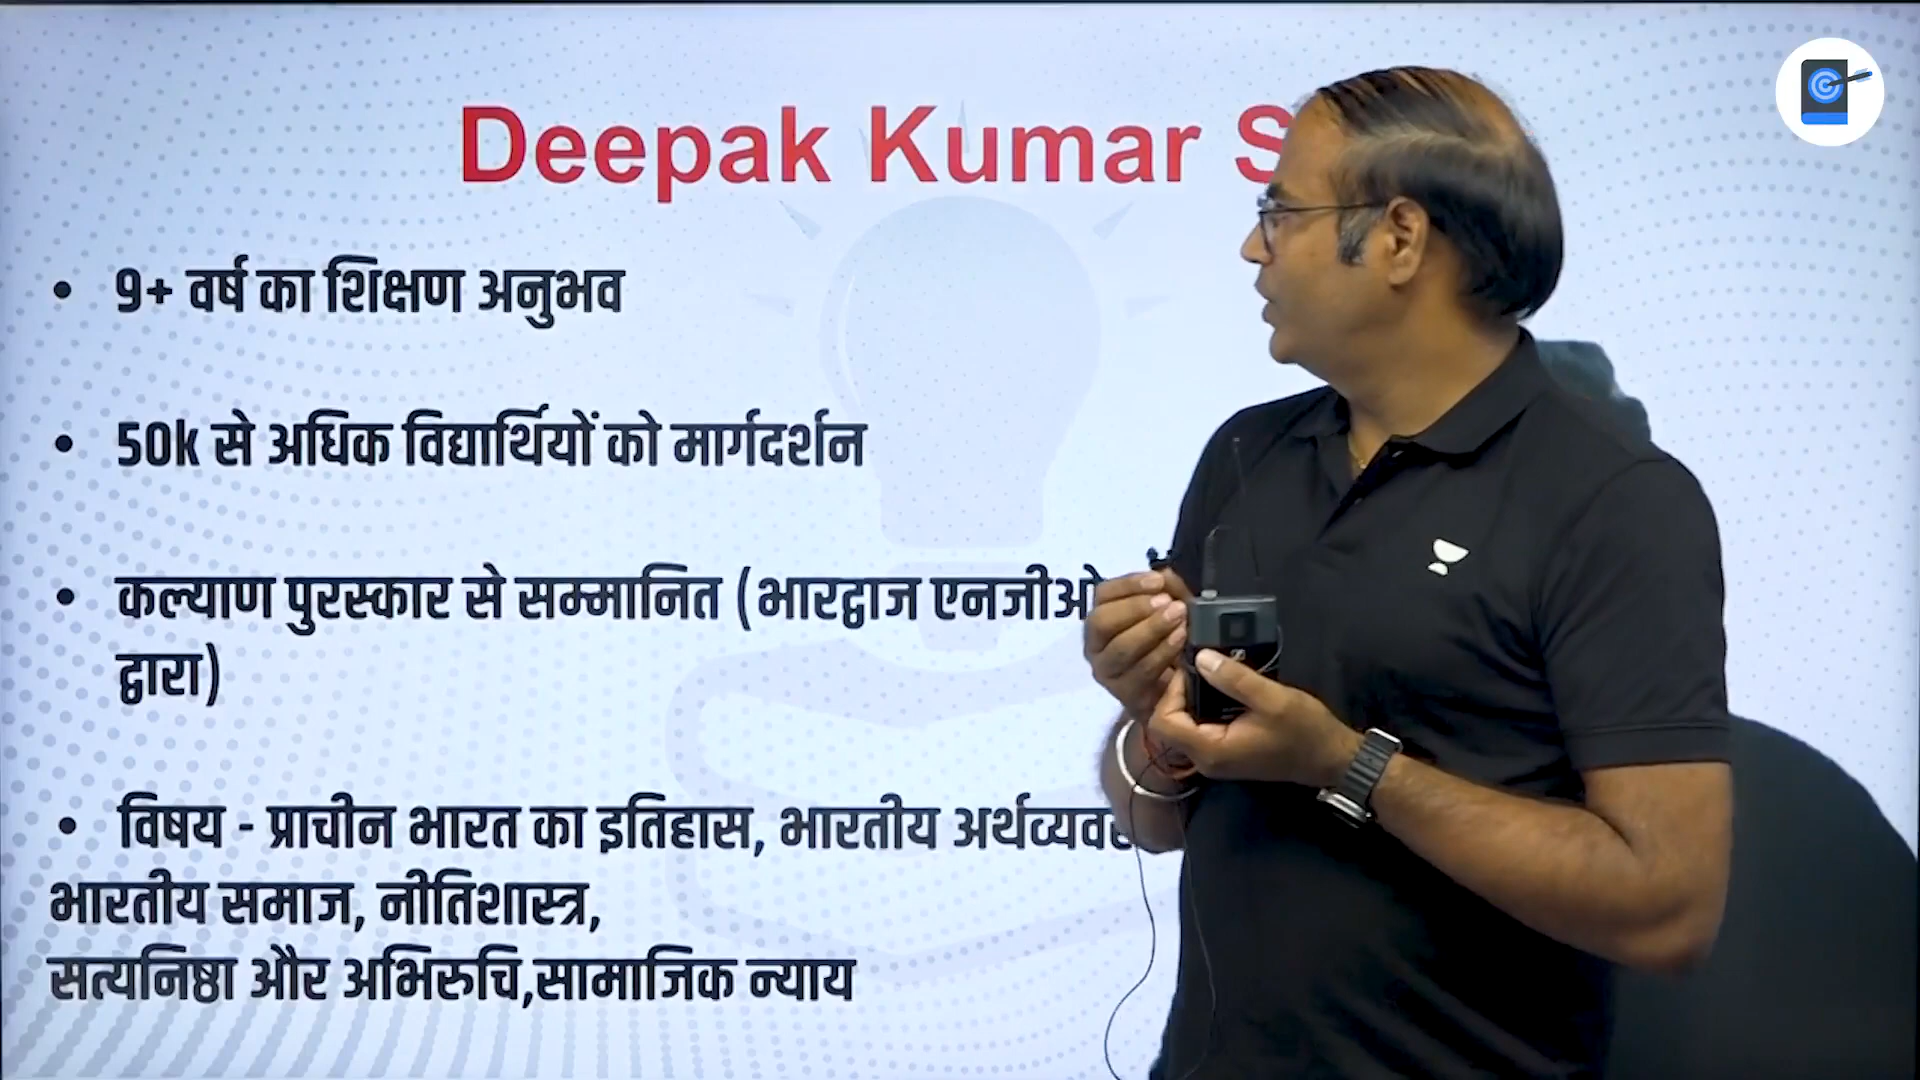 Deepak Kumar
• 9+ वर्ष का शिक्षण अनुभव
• 50k से अधिक विद्यार्थियों को मार्गदर्शन
• कल्याण पुरस्कार से सम्मानित (भारद्वाज एनजीओ
द्वारा)
• विषय - प्राचीन भारत का इतिहास, भारतीय
भारतीय समाज, नीतिशास्त्र,
सत्यनिष्ठा और अभिरुचि,सामाजिक न्याय